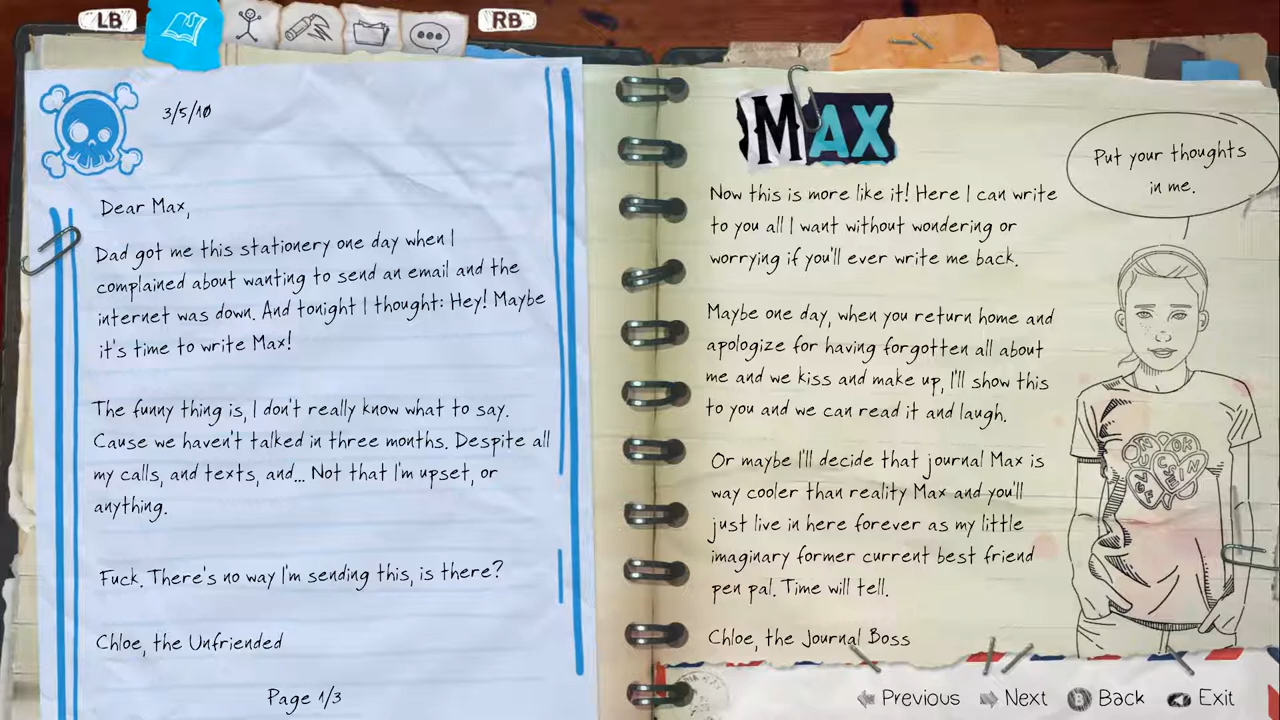 LB
RB
3/5/10
Dear Max,
Dad got me this stationery one day when I
complained about wanting to send an email and the
internet was down. And tonight I thought: Hey! Maybe
it's time to write Max!
The funny thing is, I don't really know what to say.
Cause we haven't talked in three months. Despite all
my calls, and texts, and... Not that I'm upset, or
anything.
Fuck. There's no way I'm sending this, is there?
Chloe, the Unfriended
Page 1/3
MAX
Now this is more like it! Here I can write
to you all I want without wondering or
worrying if you'll ever write me back.
Maybe one day, when you return home and
apologize for having forgotten all about
me and we kiss and make up, I'll show this
to you and we can read it and laugh.
Or maybe I'll decide that journal Max is
way cooler than reality Max and you'll
just live in here forever as my little
imaginary former current best friend
pen pal. Time will tell.
Chloe, the Journal Boss
Put your thoughts
in me.
Previous
Next
Back
Exit